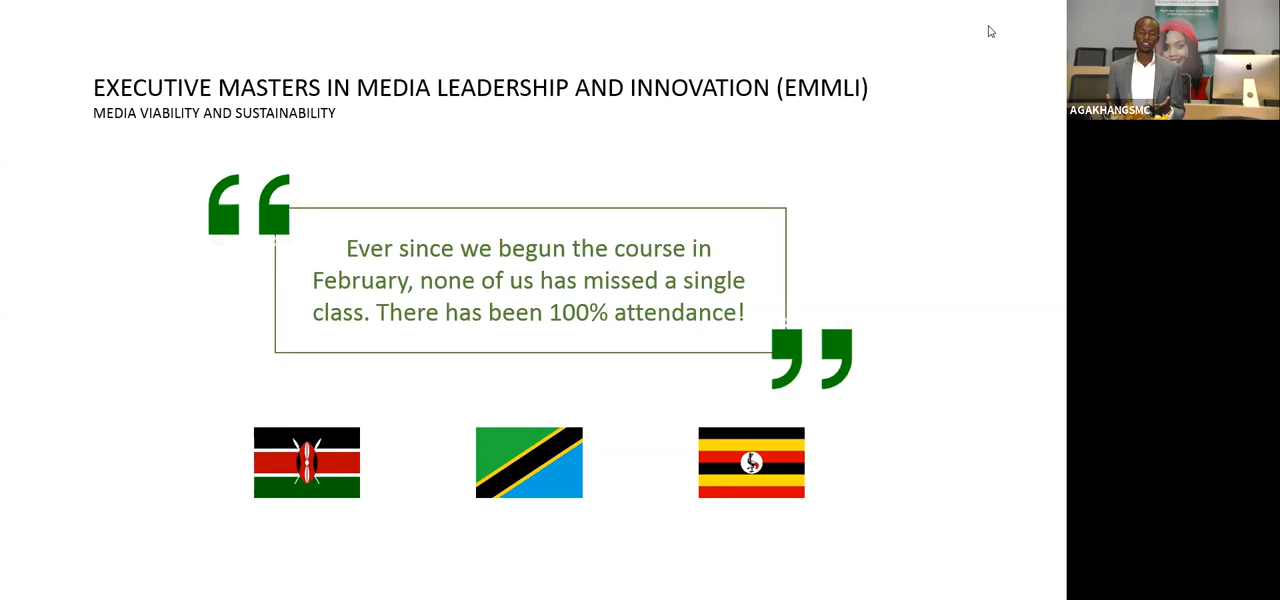 EXECUTIVE MASTERS IN MEDIA LEADERSHIP AND INNOVATION (EMMLI)
MEDIA VIABILITY AND SUSTAINABILITY
Ever since we begun the course in
February, none of us has missed a single
class. There has been 100% attendance!
AGAKHANGSMC